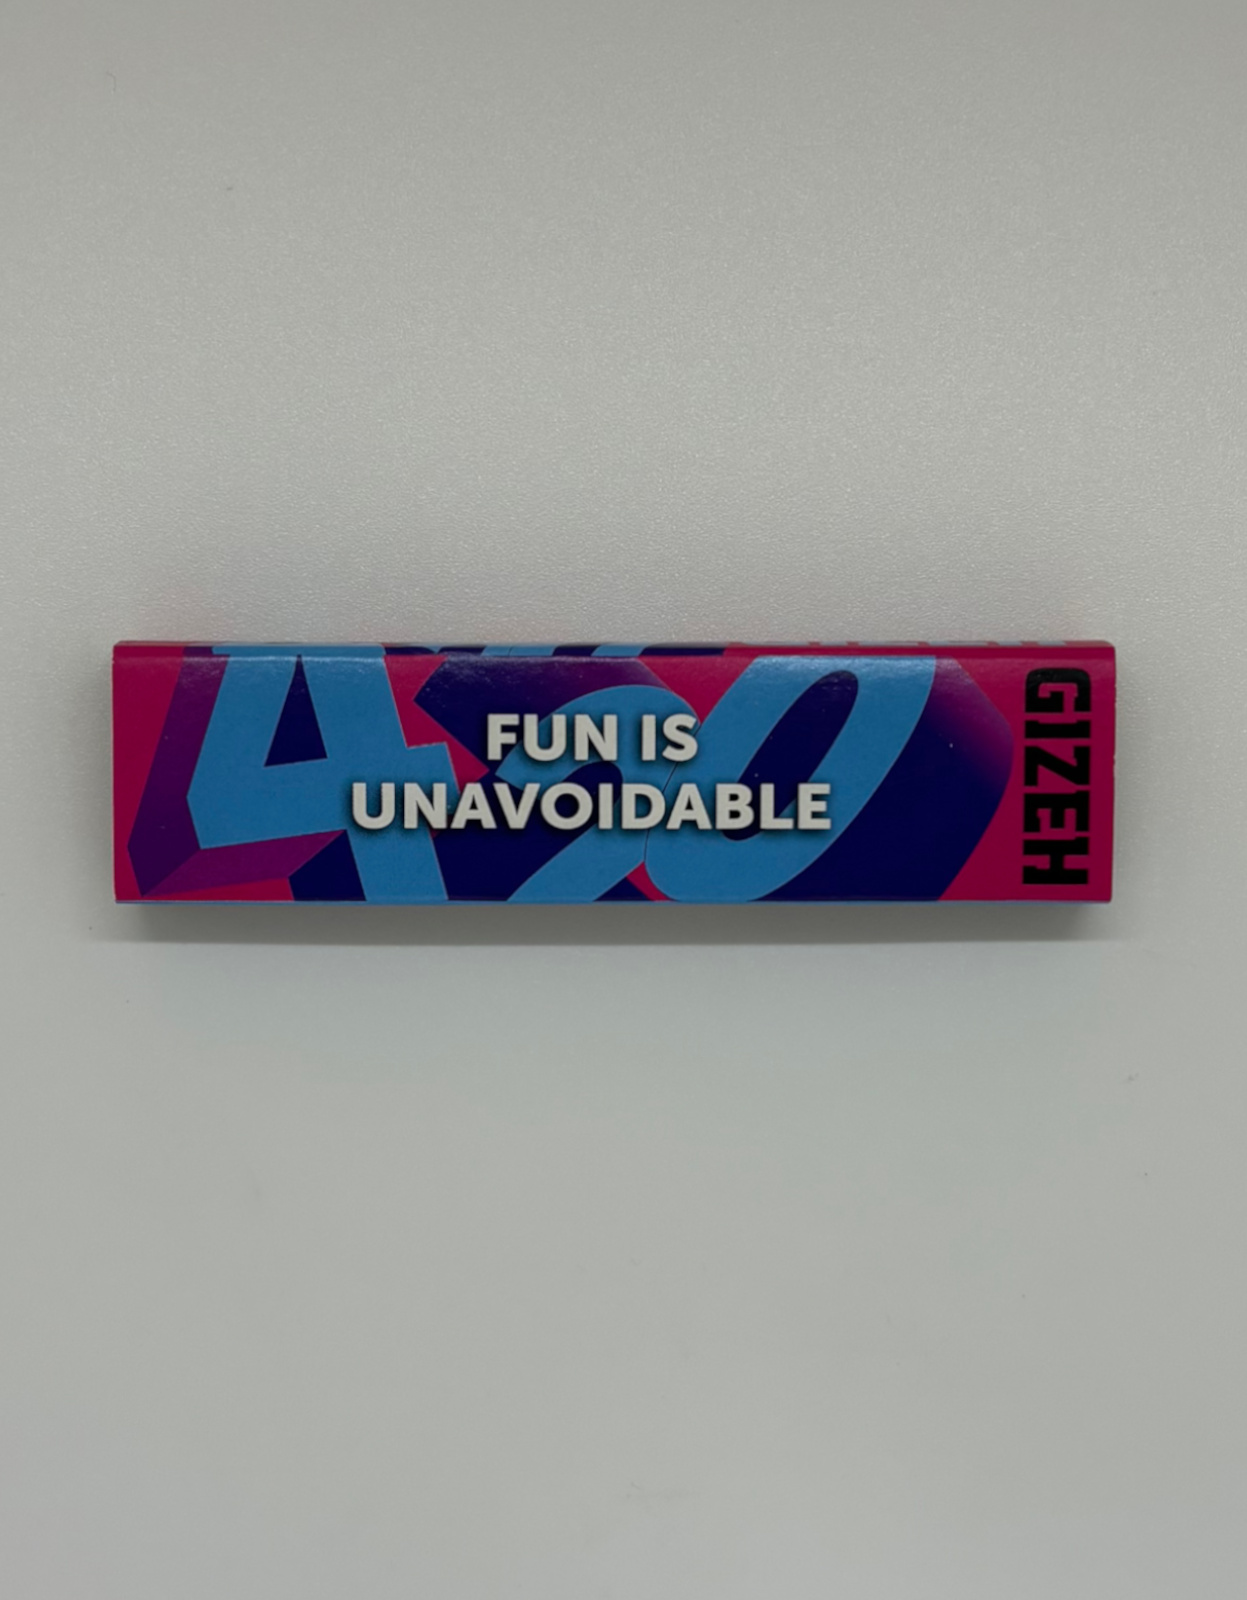 420
FUN IS
UNAVOIDABLE
GIZEH